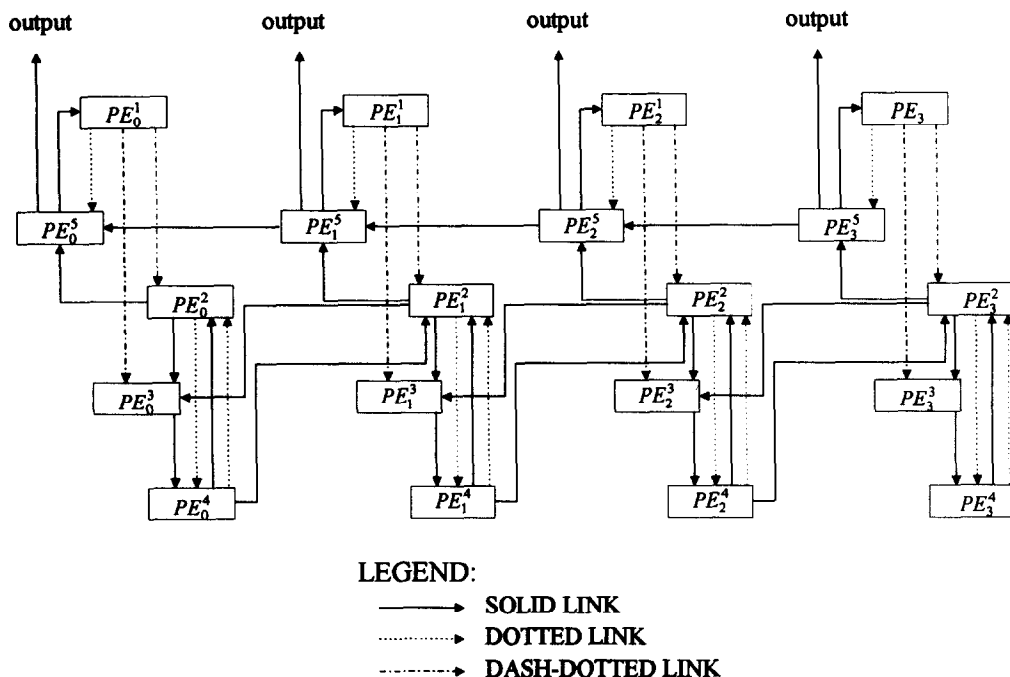 output output output output
PE_0^1 PE_1^1 PE_2^1 PE_3
PE_0^5 PE_1^5 PE_2^5 PE_3^5
PE_0^2 PE_1^2 PE_2^2 PE_3^2
PE_0^3 PE_1^3 PE_2^3 PE_3^3
PE_0^4 PE_1^4 PE_2^4 PE_3^4
LEGEND:
SOLID LINK
DOTTED LINK
DASH-DOTTED LINK